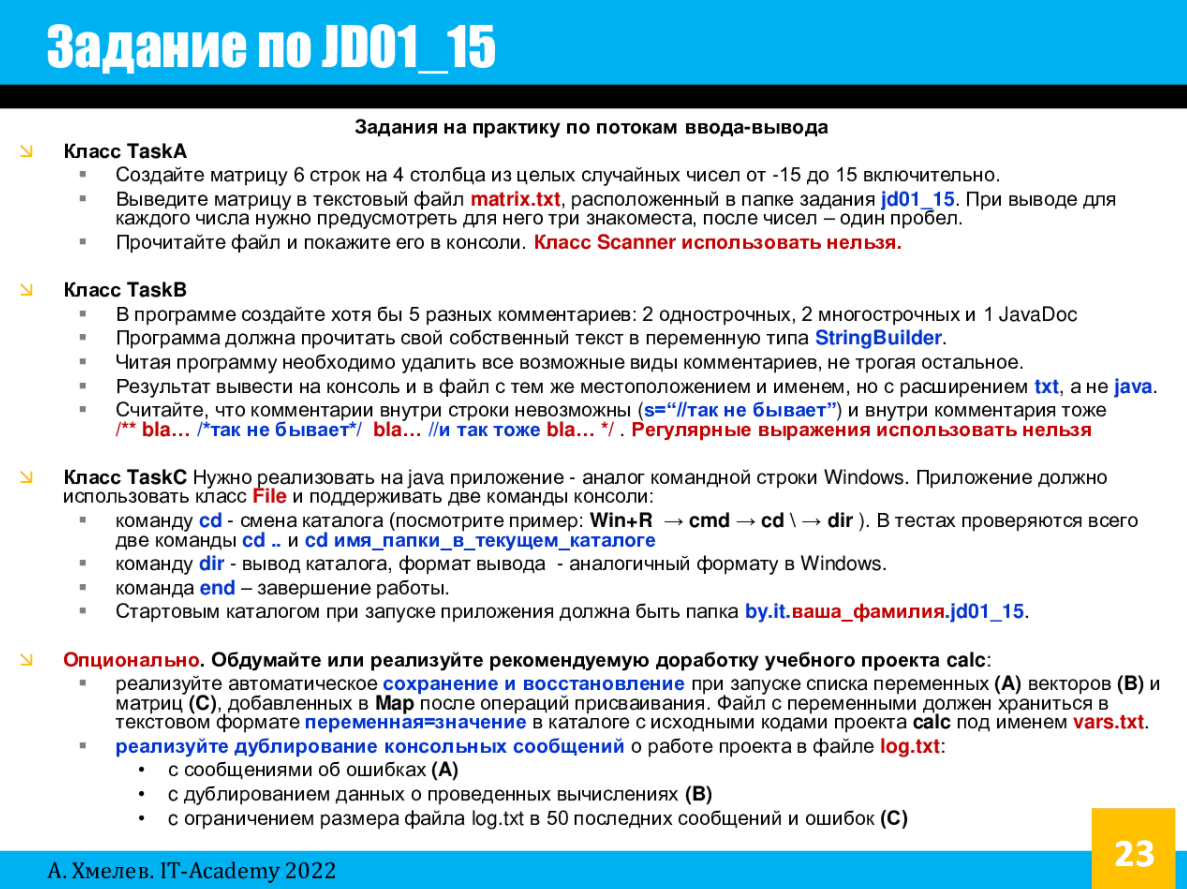 Задание по JD01_15
Задания на практику по потокам ввода-вывода
Класс TaskA
Создайте матрицу 6 строк на 4 столбца из целых случайных чисел от -15 до 15 включительно.
Выведите матрицу в текстовый файл matrix.txt, расположенный в папке задания jd01_15. При выводе для
каждого числа нужно предусмотреть для него три знакоместа, после чисел – один пробел.
Прочитайте файл и покажите его в консоли. Класс Scanner использовать нельзя.
Класс TaskB
В программе создайте хотя бы 5 разных комментариев: 2 однострочных, 2 многострочных и 1 JavaDoc
Программа должна прочитать свой собственный текст в переменную типа StringBuilder.
Читая программу необходимо удалить все возможные виды комментариев, не трогая остальное.
Результат вывести на консоль и в файл с тем же местоположением и именем, но с расширением txt, а не java.
Считайте, что комментарии внутри строки невозможны (s=“//так не бывает”) и внутри комментария тоже
/** bla… /*так не бывает*/ bla… //и так тоже bla… */ . Регулярные выражения использовать нельзя
Класс TaskC Нужно реализовать на java приложение - аналог командной строки Windows. Приложение должно
использовать класс File и поддерживать две команды консоли:
команду cd - смена каталога (посмотрите пример: Win+R → cmd → cd \ → dir ). В тестах проверяются всего
две команды cd .. и cd имя_папки_в_текущем_каталоге
команду dir - вывод каталога, формат вывода - аналогичный формату в Windows.
команда end – завершение работы.
Стартовым каталогом при запуске приложения должна быть папка by.it.ваша_фамилия.jd01_15.
Опционально. Обдумайте или реализуйте рекомендуемую доработку учебного проекта calc:
реализуйте автоматическое сохранение и восстановление при запуске списка переменных (A) векторов (B) и
матриц (C), добавленных в Map после операций присваивания. Файл с переменными должен храниться в
текстовом формате переменная=значение в каталоге с исходными кодами проекта calc под именем vars.txt.
реализуйте дублирование консольных сообщений о работе проекта в файле log.txt:
с сообщениями об ошибках (A)
с дублированием данных о проведенных вычислениях (B)
с ограничением размера файла log.txt в 50 последних сообщений и ошибок (C)
23
А. Хмелев. IT-Academy 2022